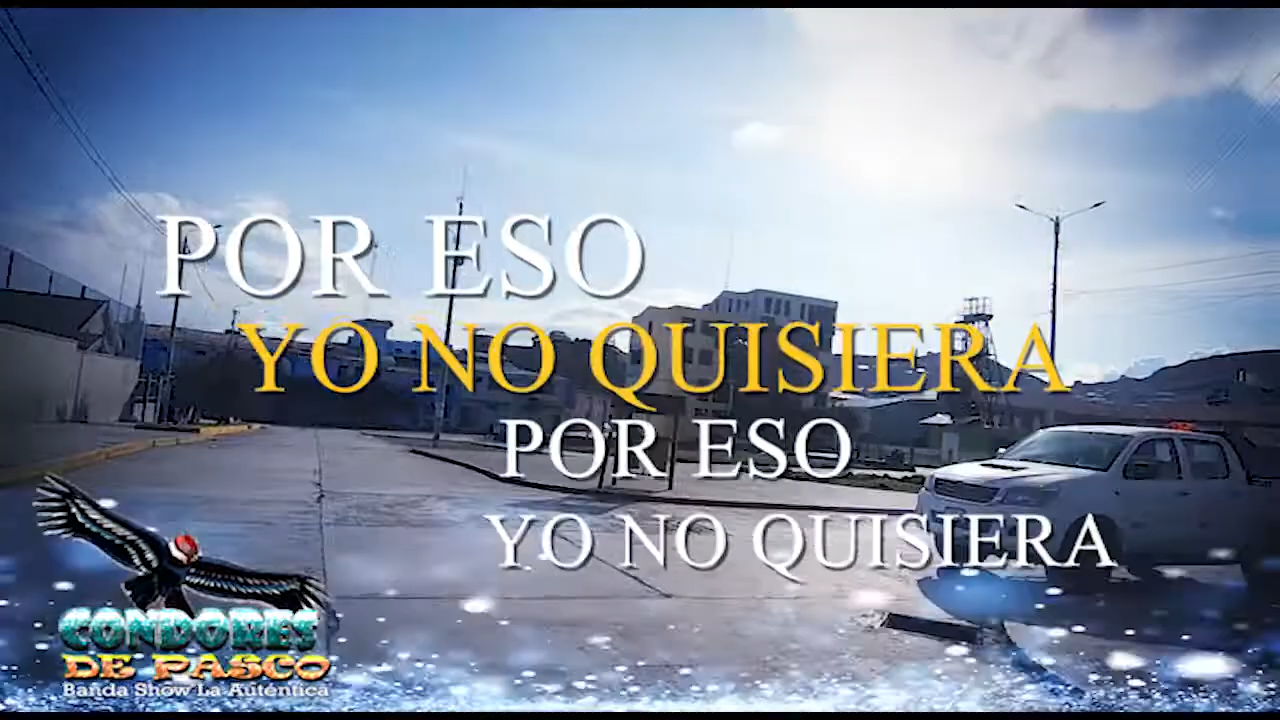 POR ESO
YO NO QUISIERA
POR ESO
YO NO QUISIERA
CONDORES
DE PASCO
Banda Show La Auténtica